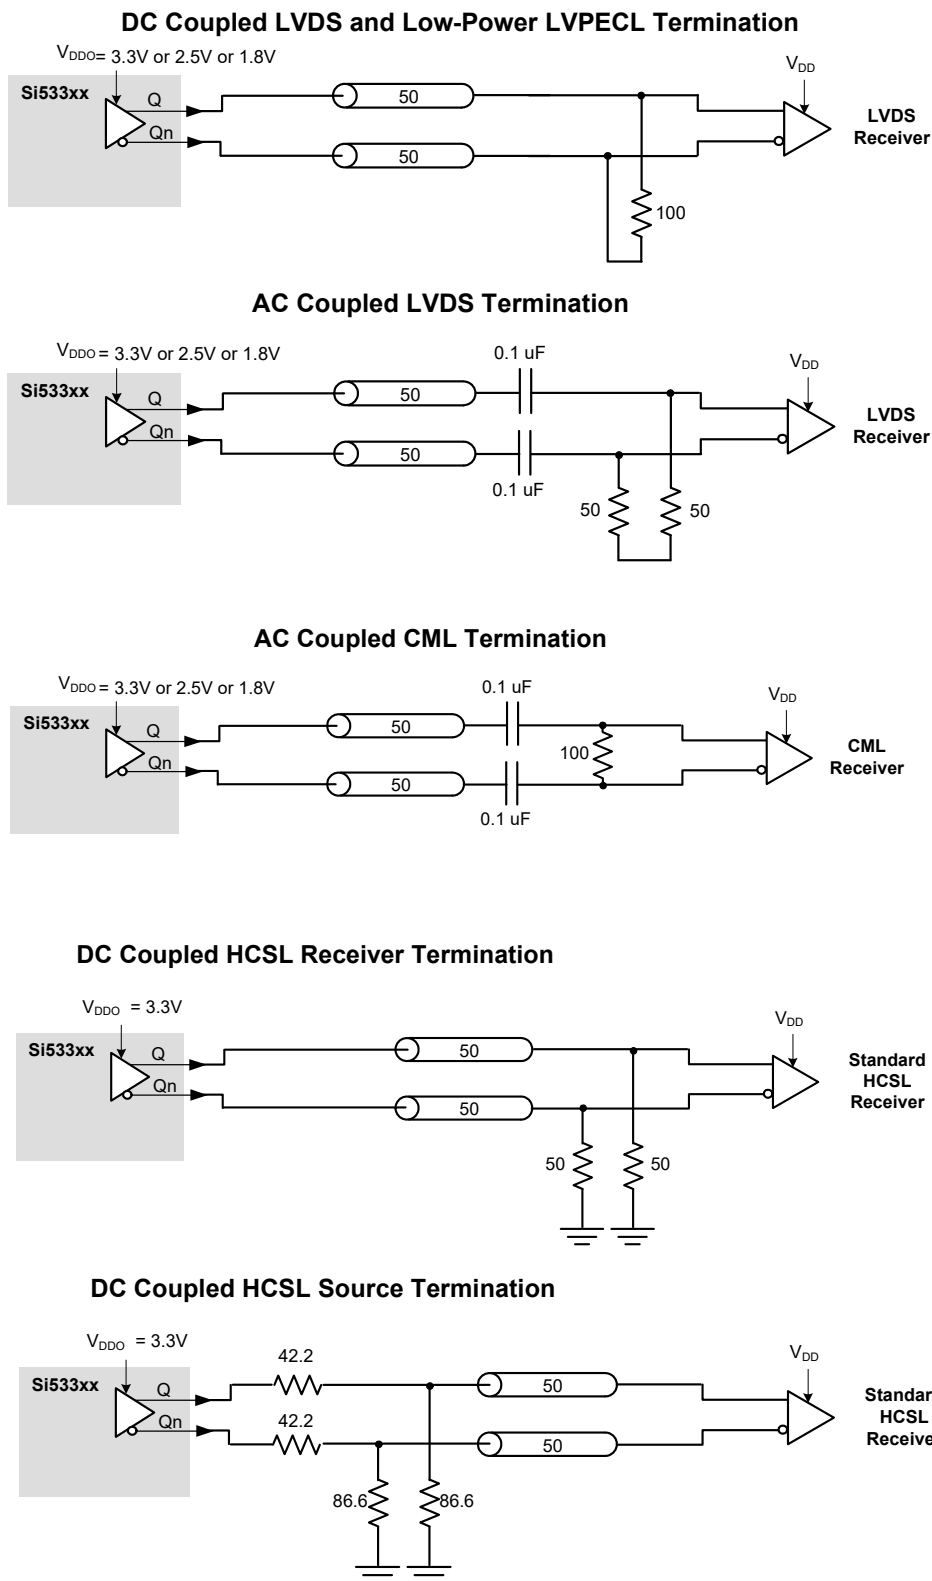 DC Coupled LVDS and Low-Power LVPECL Termination
VDDO= 3.3V or 2.5V or 1.8V
Si533xx
Q
Qn
50
50
100
VDD
LVDS
Receiver
AC Coupled LVDS Termination
VDDO = 3.3V or 2.5V or 1.8V
Si533xx
Q
Qn
50
50
0.1 uF
0.1 uF
50
50
VDD
LVDS
Receiver
AC Coupled CML Termination
VDDO = 3.3V or 2.5V or 1.8V
Si533xx
Q
Qn
50
50
0.1 uF
0.1 uF
100
VDD
CML
Receiver
DC Coupled HCSL Receiver Termination
VDDO = 3.3V
Si533xx
Q
Qn
50
50
50
50
VDD
Standard
HCSL
Receiver
DC Coupled HCSL Source Termination
VDDO = 3.3V
Si533xx
Q
Qn
42.2
42.2
86.6
86.6
50
50
VDD
Standar
HCSL
Receive